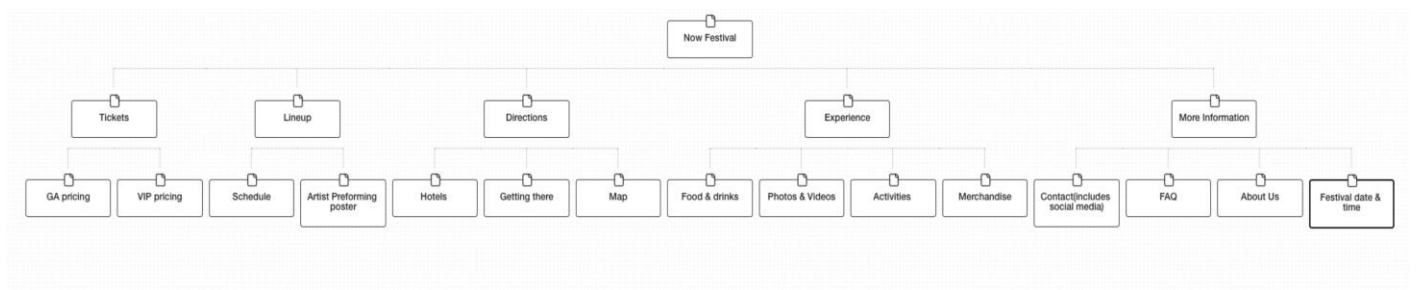 Now Festival
Tickets
Lineup
Directions
Experience
More Information
GA pricing
VIP pricing
Schedule
Artist Preforming
poster
Hotels
Getting there
Map
Food & drinks
Photos & Videos
Activities
Merchandise
Contact(includes
social media)
FAQ
About Us
Festival date &
time